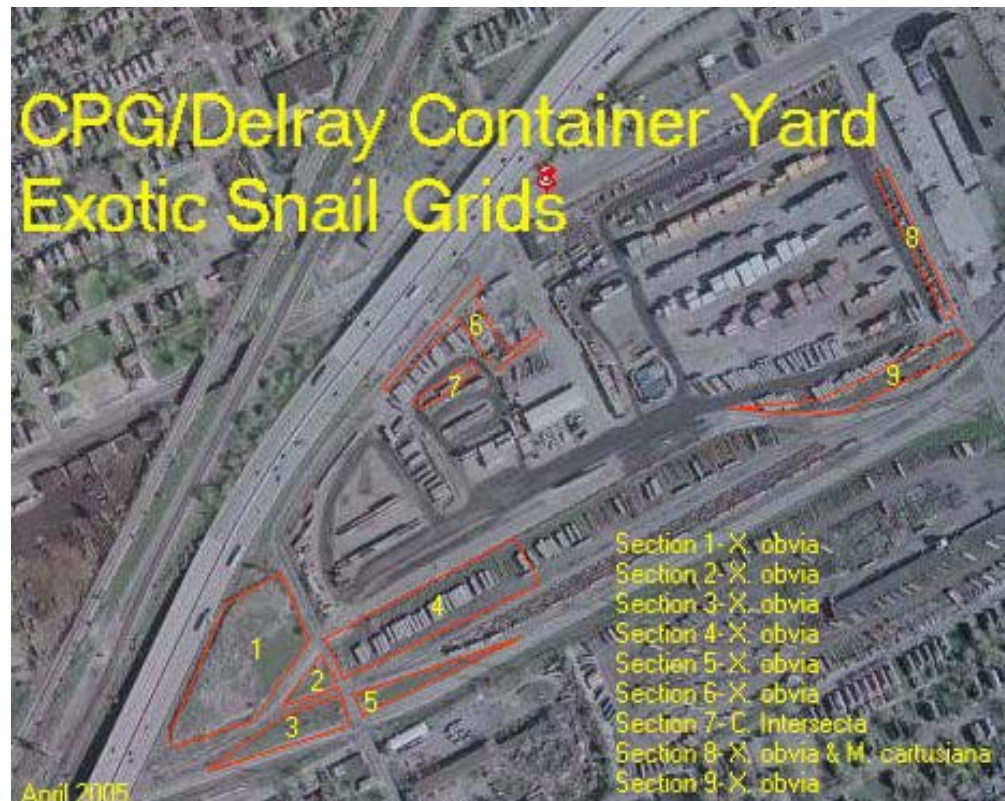 CPG/Delray Container Yard
Exotic Snail Grids
8
6
7
9
4
1
2
5
3
Section 1- X. obvia
Section 2- X. obvia
Section 3- X. obvia
Section 4- X. obvia
Section 5- X. obvia
Section 6- X. obvia
Section 7- C. Intersecta
Section 8- X. obvia & M. cartusiana
Section 9- X. obvia
April 2005